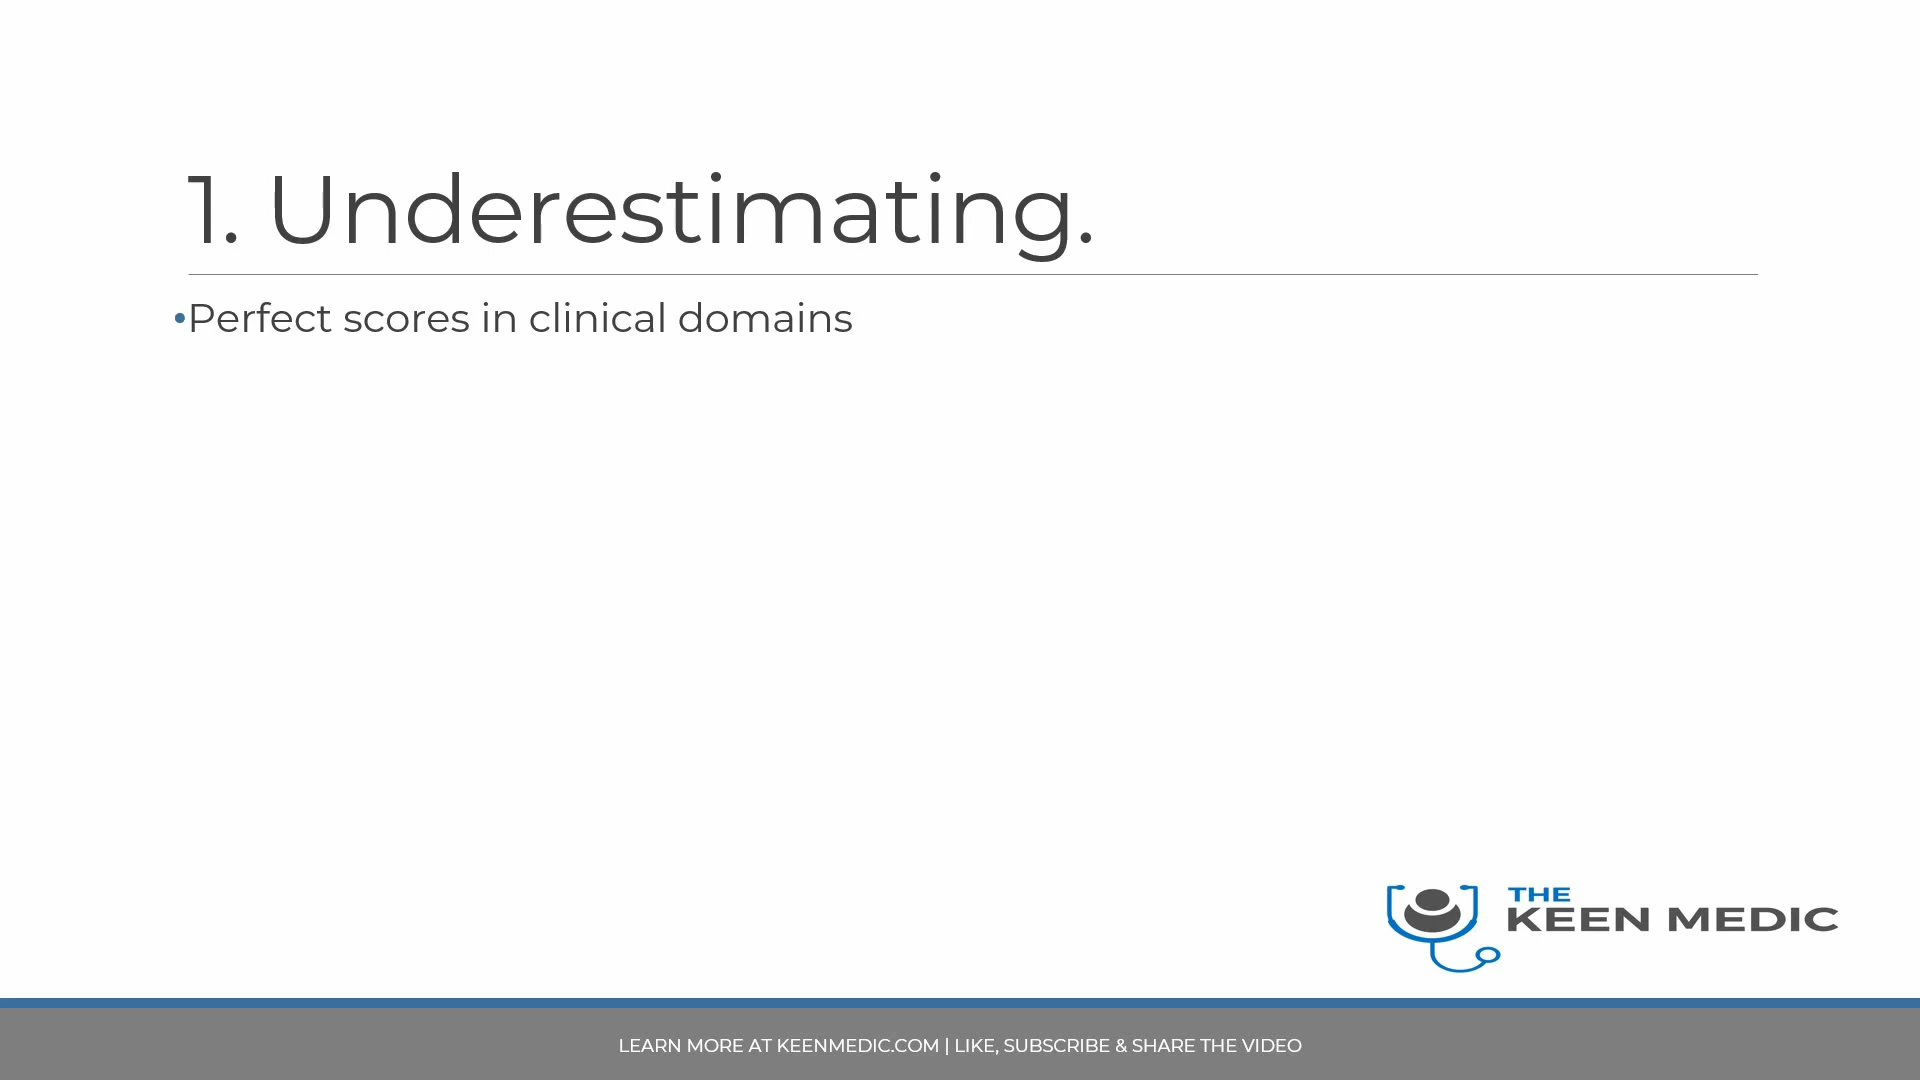 1. Underestimating.
•Perfect scores in clinical domains
THE
KEEN MEDIC
LEARN MORE AT KEENMEDIC.COM | LIKE, SUBSCRIBE & SHARE THE VIDEO